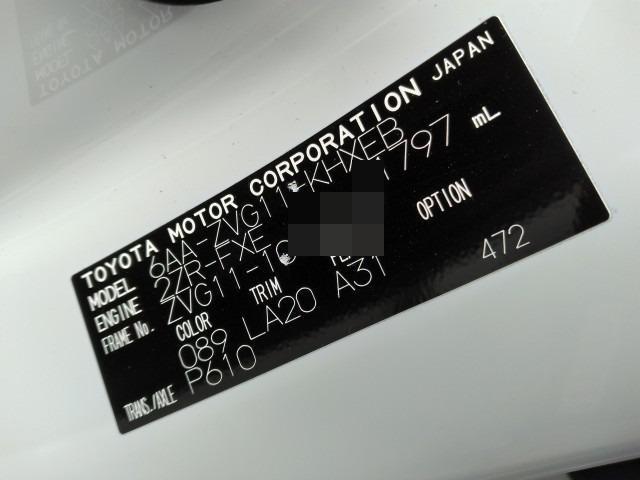 TOYOTA MOTOR CORPORATION JAPAN
MODEL 6AA-ZVG11-KHXEB
ENGINE 2ZR-FXE 1797 mL
FRAME No. ZVG11-10
COLOR TRIM OPTION
089 LA20 A31 472
TRANS./AXLE P610